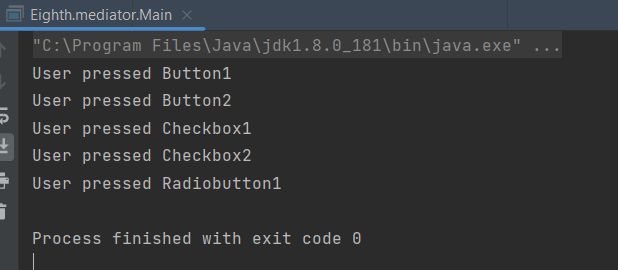 Eighth.mediator.Main
"C:\Program Files\Java\jdk1.8.0_181\bin\java.exe" ...
User pressed Button1
User pressed Button2
User pressed Checkbox1
User pressed Checkbox2
User pressed Radiobutton1
Process finished with exit code 0